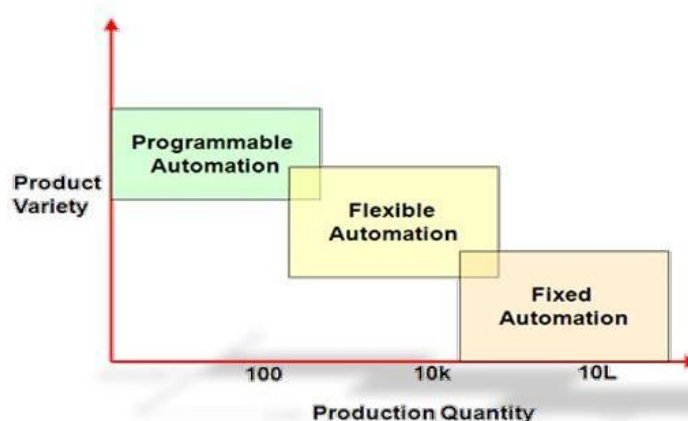 Programmable
Automation
Product
Variety
Flexible
Automation
Fixed
Automation
100
10k
10L
Production Quantity